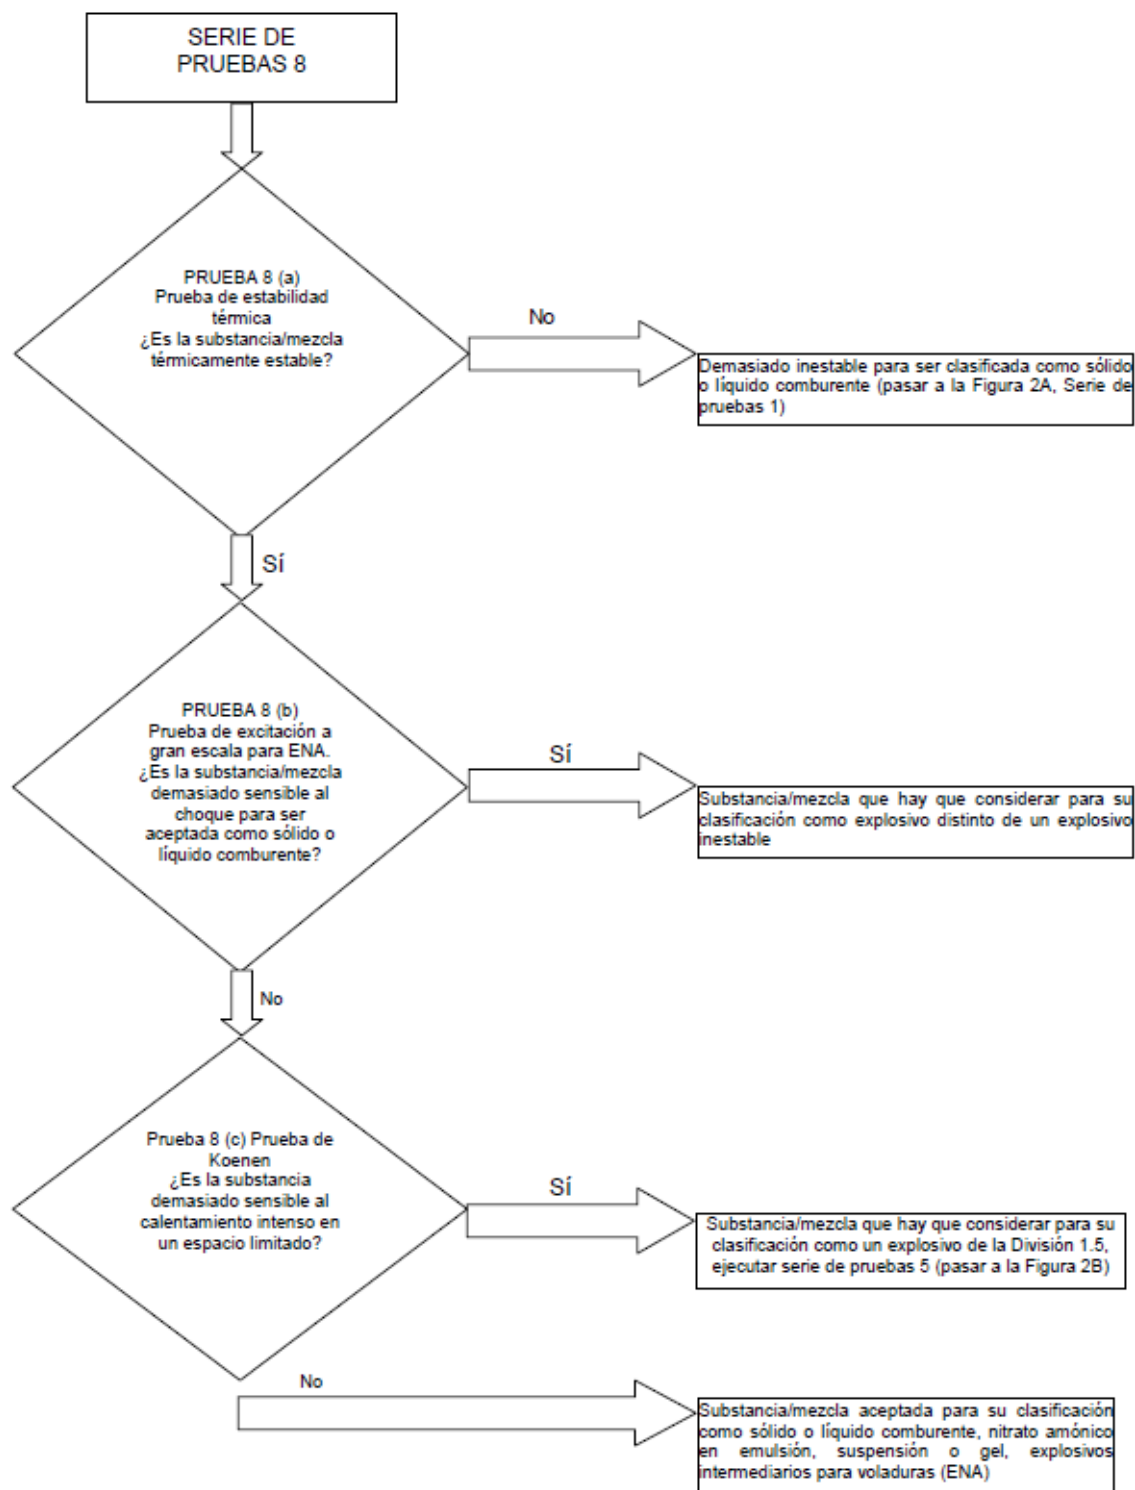 SERIE DE
PRUEBAS 8
PRUEBA 8 (a)
Prueba de estabilidad
térmica
¿Es la substancia/mezcla
térmicamente estable?
No
Demasiado inestable para ser clasificada como sólido
o líquido comburente (pasar a la Figura 2A, Serie de
pruebas 1)
Sí
PRUEBA 8 (b)
Prueba de excitación a
gran escala para ENA.
¿Es la substancia/mezcla
demasiado sensible al
choque para ser
aceptada como sólido o
líquido comburente?
Sí
Substancia/mezcla que hay que considerar para su
clasificación como explosivo distinto de un explosivo
inestable
No
Prueba 8 (c) Prueba de
Koenen
¿Es la substancia
demasiado sensible al
calentamiento intenso en
un espacio limitado?
Sí
Substancia/mezcla que hay que considerar para su
clasificación como un explosivo de la División 1.5,
ejecutar serie de pruebas 5 (pasar a la Figura 2B)
No
Substancia/mezcla aceptada para su clasificación
como sólido o líquido comburente, nitrato amónico
en emulsión, suspensión o gel, explosivos
intermediarios para voladuras (ENA)